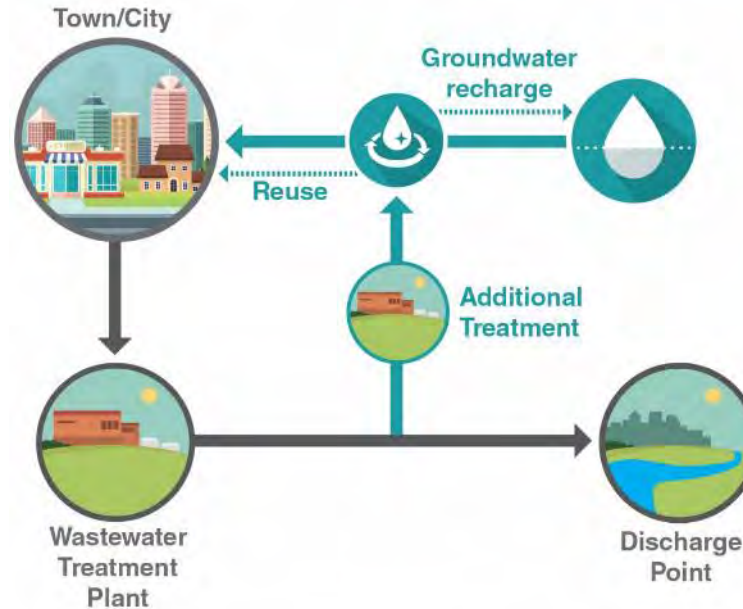 Town/City
Groundwater
recharge
Reuse
Additional
Treatment
Wastewater
Treatment
Plant
Discharge
Point